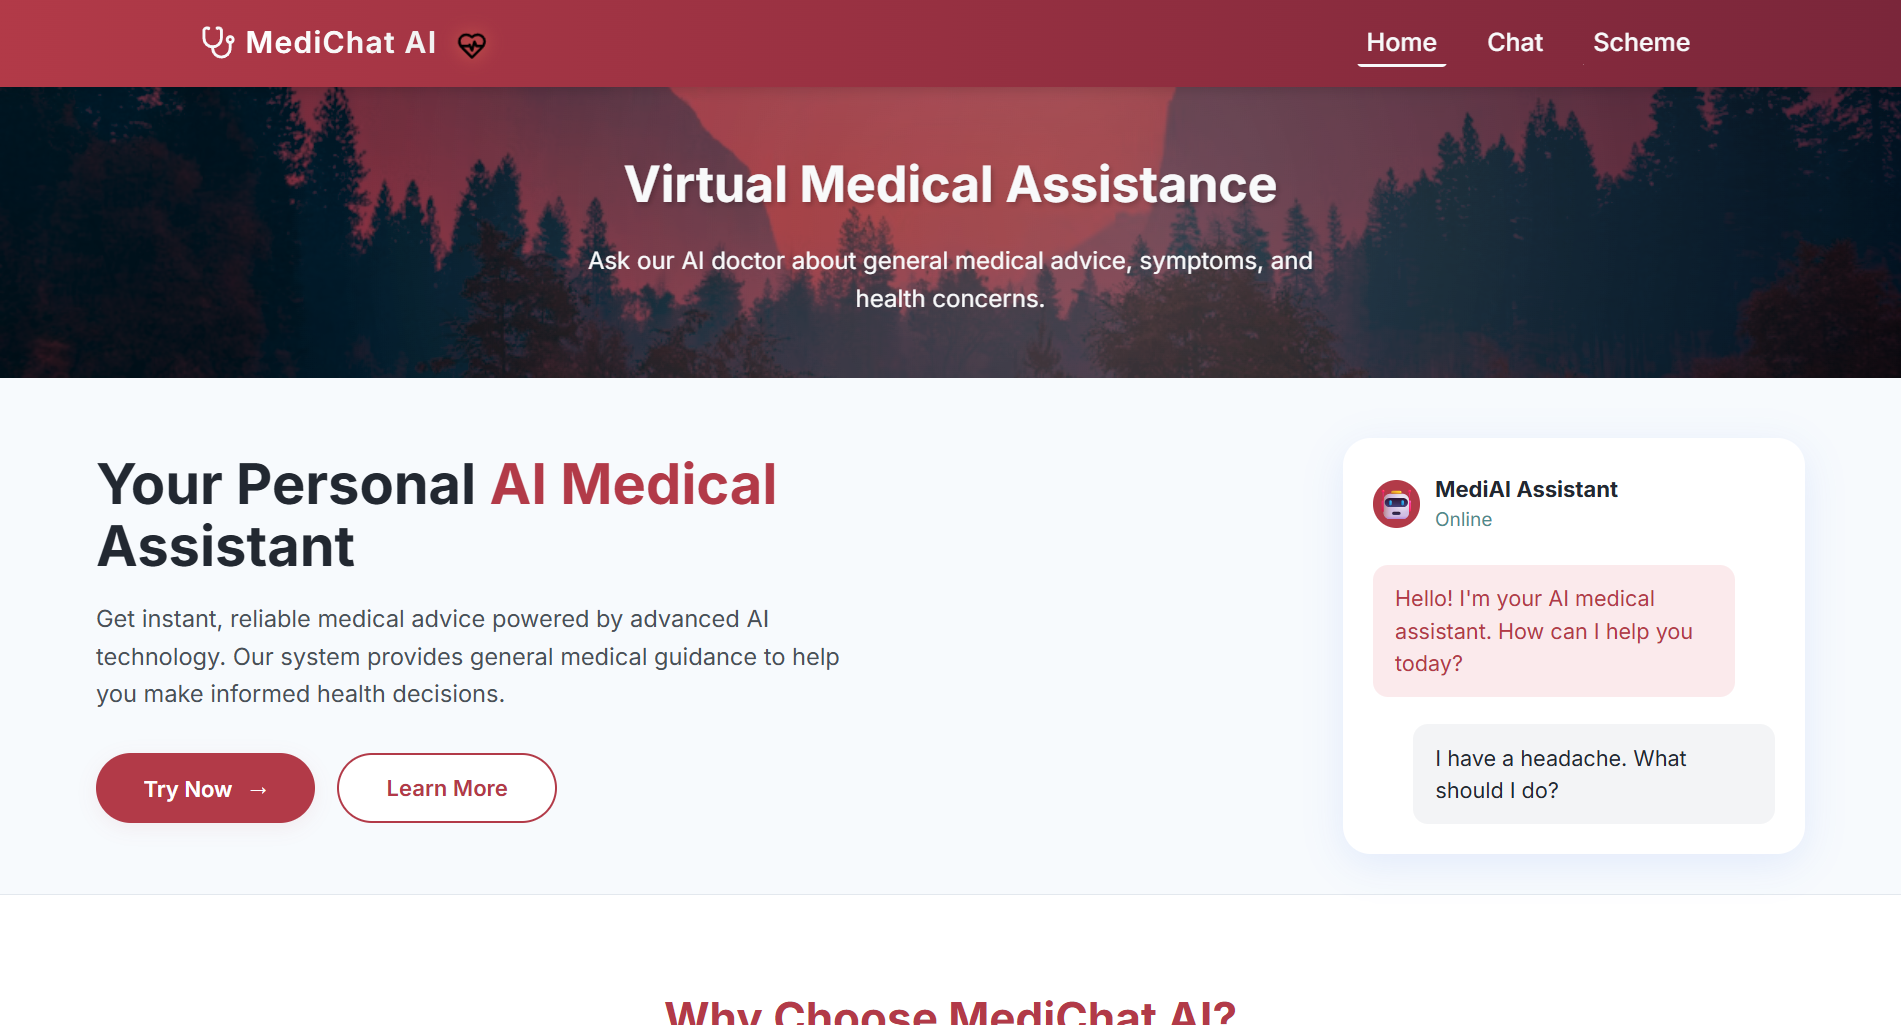 MediChat AI
Home
Chat
Scheme
Virtual Medical Assistance
Ask our AI doctor about general medical advice, symptoms, and
health concerns.
Your Personal AI Medical
Assistant
Get instant, reliable medical advice powered by advanced AI
technology. Our system provides general medical guidance to help
you make informed health decisions.
Try Now →
Learn More
MediAI Assistant
Online
Hello! I'm your AI medical
assistant. How can I help you
today?
I have a headache. What
should I do?
Why Choose MediChat AI?